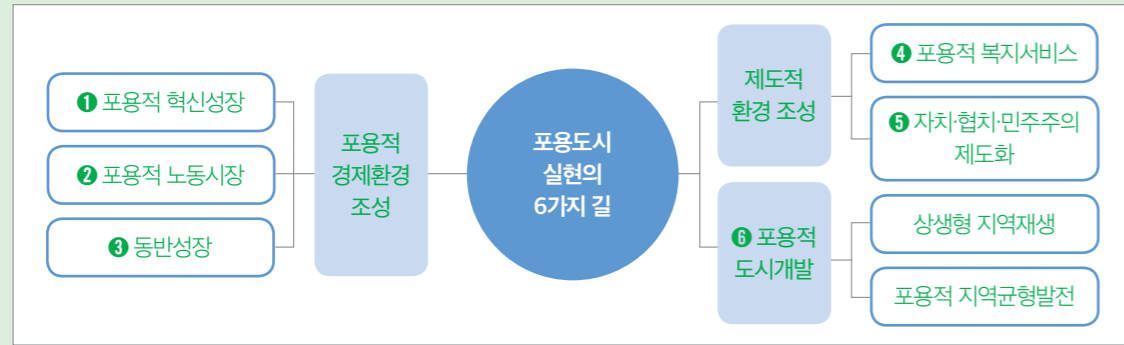 ❶ 포용적 혁신성장
❷ 포용적 노동시장
❸ 동반성장
포용적
경제환경
조성
포용도시
실현의
6가지 길
제도적
환경 조성
❹ 포용적 복지서비스
❺ 자치·협치·민주주의
제도화
❻ 포용적
도시개발
상생형 지역재생
포용적 지역균형발전